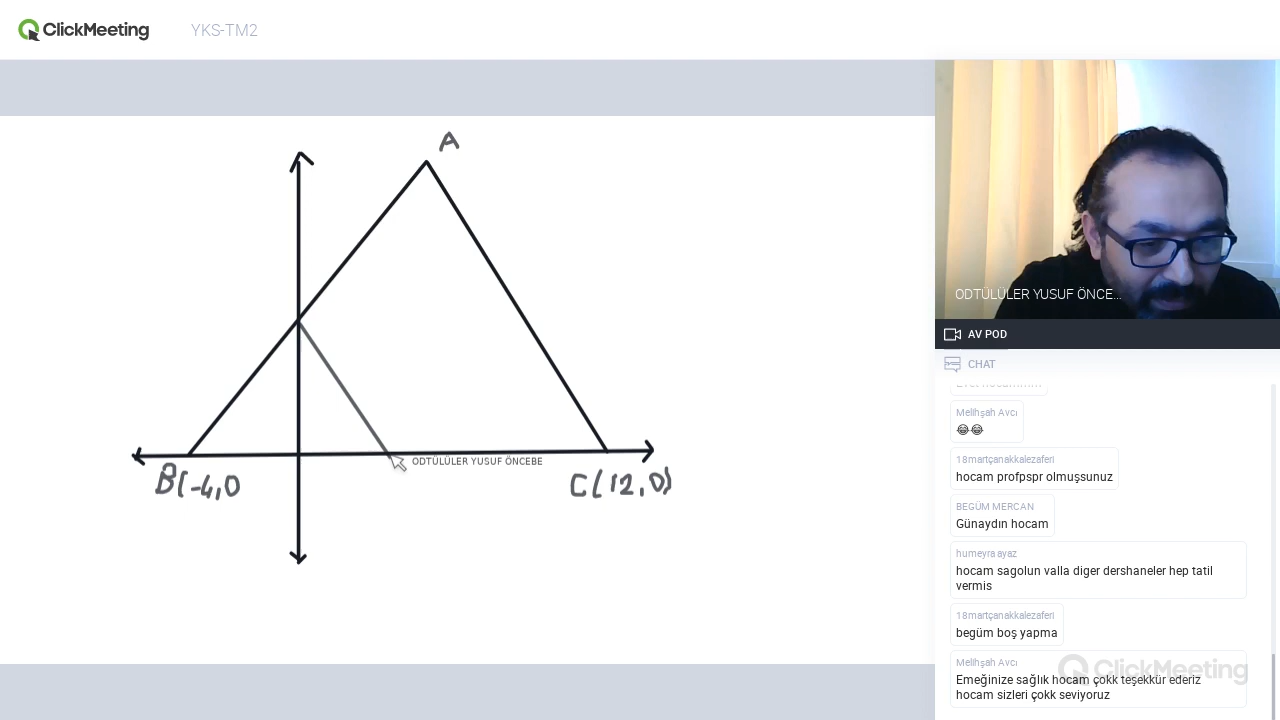 ClickMeeting
YKS-TM2
A
B(-4,0
C(12,0)
ODTÜLÜLER YUSUF ÖNCEBE
ODTÜLÜLER YUSUF ÖNCE...
AV POD
CHAT
Melihşah Avcı
😂😂
18martçanakkalezaferi
hocam profpspr olmuşsunuz
BEGÜM MERCAN
Günaydın hocam
humeyra ayaz
hocam sagolun valla diger dershaneler hep tatil
vermis
18martçanakkalezaferi
begüm boş yapma
Melihşah Avcı
Emeğinize sağlık hocam çokk teşekkür ederiz
hocam sizleri çokk seviyoruz
ClickMeeting